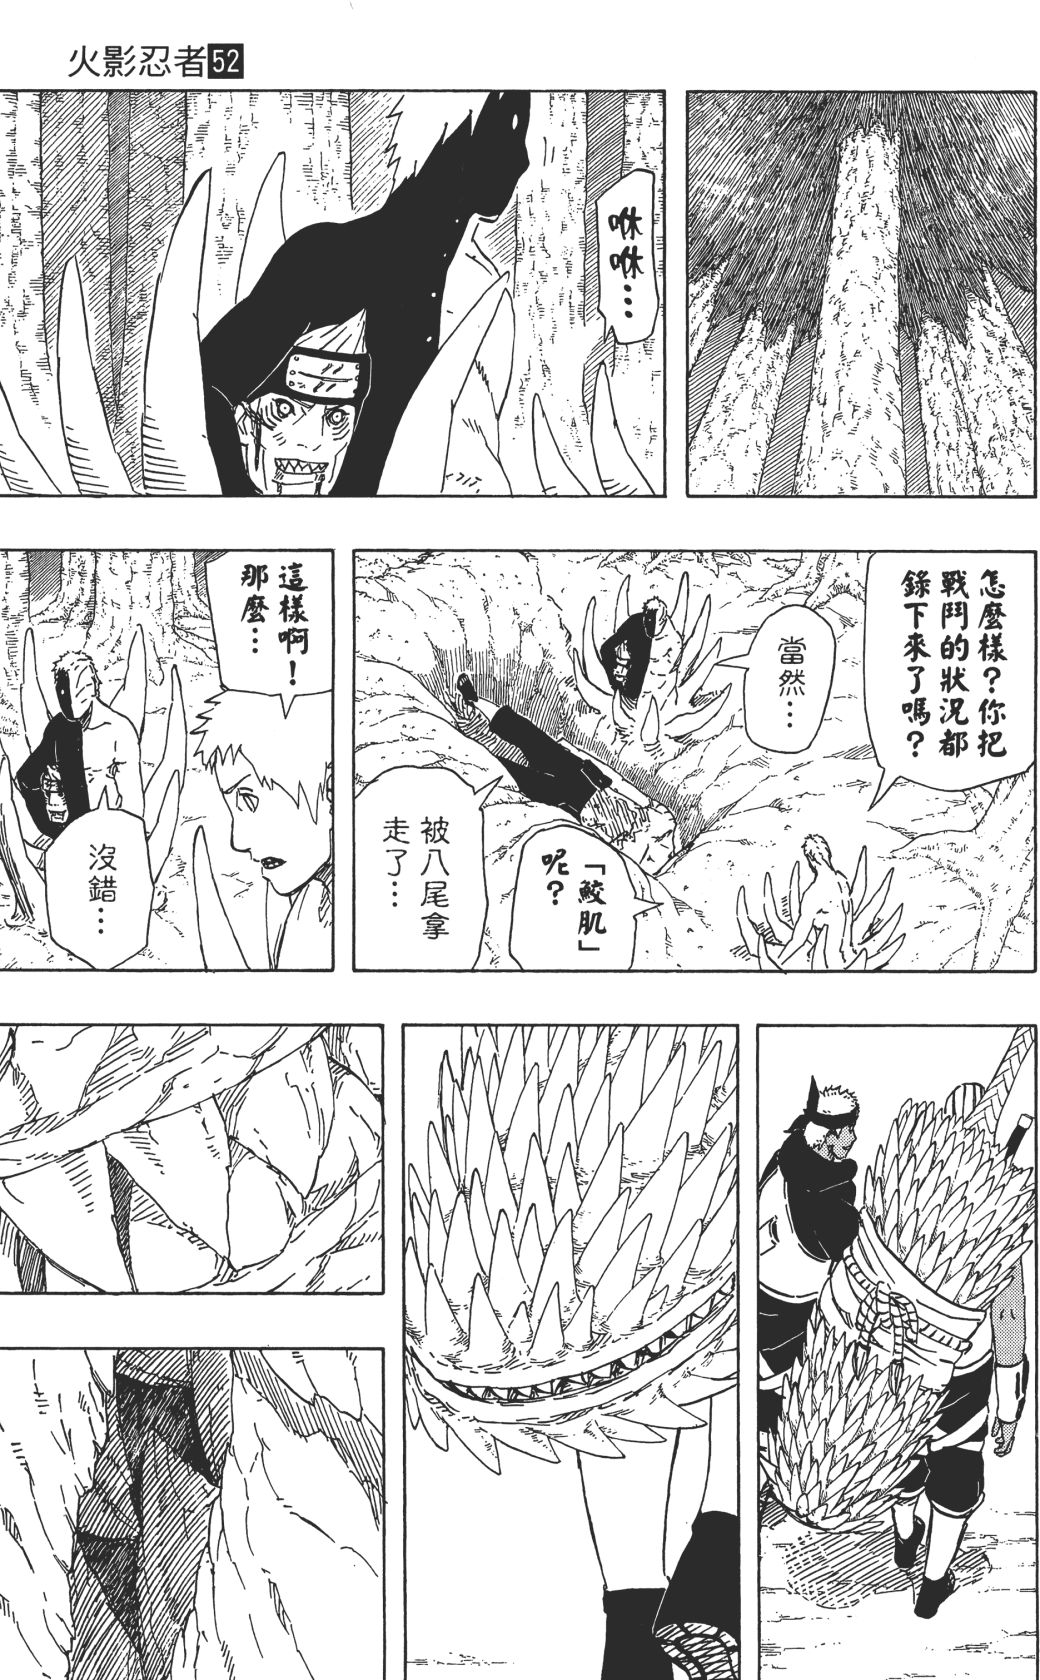 火影忍者52
咻咻…
怎麼樣？你把
戰鬥的狀況都
錄下來了嗎？
當然…
「鮫肌」
呢？
被八尾拿
走了…
這樣啊！
那麼…
沒錯…